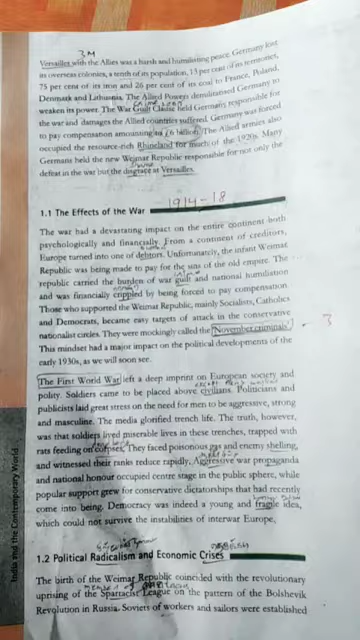 3M
Versailles with the Allies was a harsh and humiliating peace. Germany lost
its overseas colonies, a tenth of its population, 13 per cent of its territories,
75 per cent of its iron and 26 per cent of its coal to France, Poland,
Denmark and Lithuania. The Allied Powers demilitarised Germany to
weaken its power. The War Guilt Clause held Germany responsible for
the war and damages the Allied countries suffered. Germany was forced
to pay compensation amounting to £6 billion. The Allied armies also
occupied the resource-rich Rhineland for much of the 1920s. Many
Germans held the new Weimar Republic responsible for not only the
defeat in the war but the disgrace at Versailles.
1914-18
1.1 The Effects of the War
The war had a devastating impact on the entire continent both
psychologically and financially. From a continent of creditors,
Europe turned into one of debtors. Unfortunately, the infant Weimar
Republic was being made to pay for the sins of the old empire. The
republic carried the burden of war guilt and national humiliation
and was financially crippled by being forced to pay compensation.
Those who supported the Weimar Republic, mainly Socialists, Catholics
and Democrats, became easy targets of attack in the conservative
nationalist circles. They were mockingly called the 'November criminals'. 3
This mindset had a major impact on the political developments of the
early 1930s, as we will soon see.
The First World War left a deep imprint on European society and
polity. Soldiers came to be placed above civilians. Politicians and
publicists laid great stress on the need for men to be aggressive, strong
and masculine. The media glorified trench life. The truth, however,
was that soldiers lived miserable lives in these trenches, trapped with
rats feeding on corpses. They faced poisonous gas and enemy shelling,
and witnessed their ranks reduce rapidly. Aggressive war propaganda
and national honour occupied centre stage in the public sphere, while
popular support grew for conservative dictatorships that had recently
come into being. Democracy was indeed a young and fragile idea,
which could not survive the instabilities of interwar Europe.
1.2 Political Radicalism and Economic Crises
The birth of the Weimar Republic coincided with the revolutionary
uprising of the Spartacist League on the pattern of the Bolshevik
Revolution in Russia. Soviets of workers and sailors were established
India and the Contemporary World